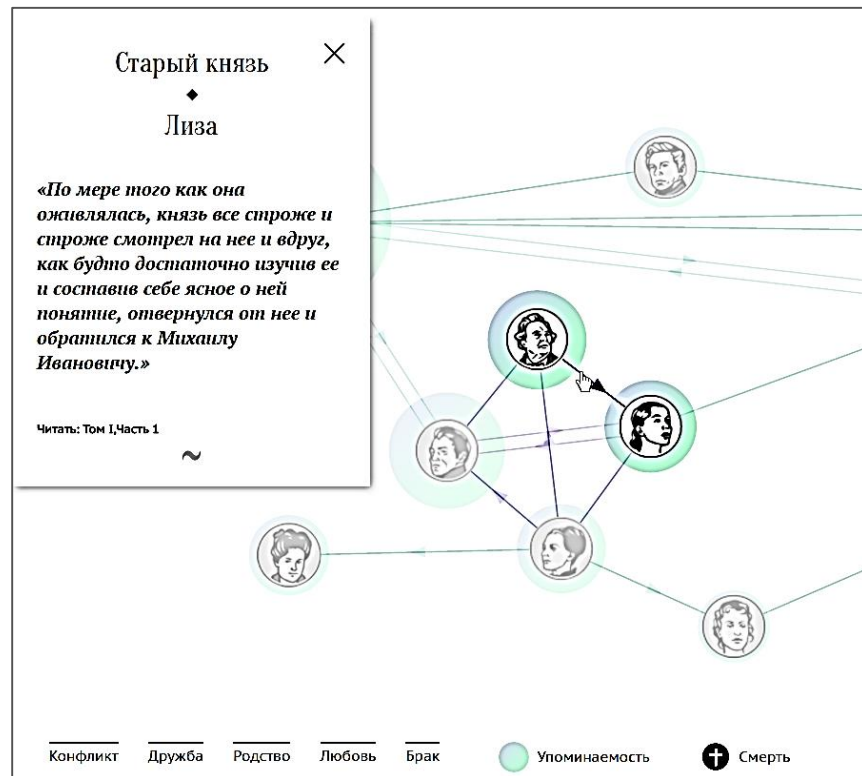 Старый князь
Лиза
«По мере того как она
оживлялась, князь все строже и
строже смотрел на нее и вдруг,
как будто достаточно изучив ее
и составив себе ясное о ней
понятие, отвернулся от нее и
обратился к Михаилу
Ивановичу.»
Читать: Том I,Часть 1
~
Конфликт Дружба Родство Любовь Брак Упоминаемость Смерть